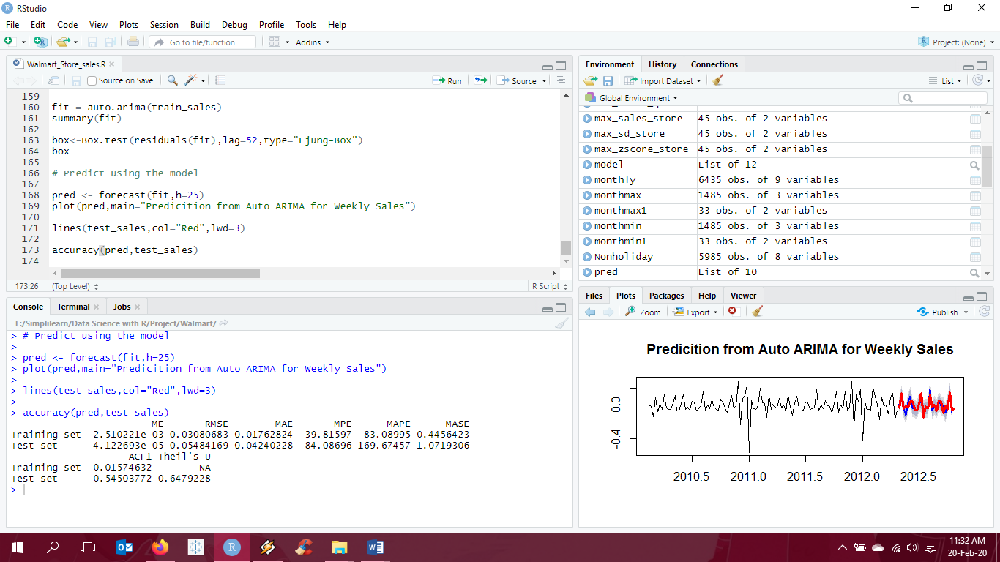 RStudio
File Edit Code View Plots Session Build Debug Profile Tools Help
Go to file/function Addins Project: (None)
Walmart_Store_sales.R
Source on Save Run Source
159
160 fit = auto.arima(train_sales)
161 summary(fit)
162
163 box<-Box.test(residuals(fit),lag=52,type="Ljung-Box")
164 box
165
166 # Predict using the model
167
168 pred <- forecast(fit,h=25)
169 plot(pred,main="Predicition from Auto ARIMA for Weekly Sales")
170
171 lines(test_sales,col="Red",lwd=3)
172
173 accuracy(pred,test_sales)
174
173:26 (Top Level) R Script
Console Terminal Jobs
E:/Simplilearn/Data Science with R/Project/Walmart/
> # Predict using the model
>
> pred <- forecast(fit,h=25)
> plot(pred,main="Predicition from Auto ARIMA for Weekly Sales")
>
> lines(test_sales,col="Red",lwd=3)
>
> accuracy(pred,test_sales)
ME RMSE MAE MPE MAPE MASE
Training set 2.510221e-03 0.03080683 0.01762824 39.81597 83.08995 0.4456423
Test set -4.122693e-05 0.05484169 0.04240228 -84.08696 169.67457 1.0719306
ACF1 Theil's U
Training set -0.01574632 NA
Test set -0.54503772 0.6479228
>
Environment History Connections
Import Dataset List
Global Environment
max_sales_store 45 obs. of 2 variables
max_sd_store 45 obs. of 2 variables
max_zscore_store 45 obs. of 2 variables
model List of 12
monthly 6435 obs. of 9 variables
monthmax 1485 obs. of 3 variables
monthmax1 33 obs. of 2 variables
monthmin 1485 obs. of 3 variables
monthmin1 33 obs. of 2 variables
Nonholiday 5985 obs. of 8 variables
pred List of 10
Files Plots Packages Help Viewer
Zoom Export Publish
Predicition from Auto ARIMA for Weekly Sales
0.0
-0.4
2010.5 2011.0 2011.5 2012.0 2012.5
11:32 AM
20-Feb-20